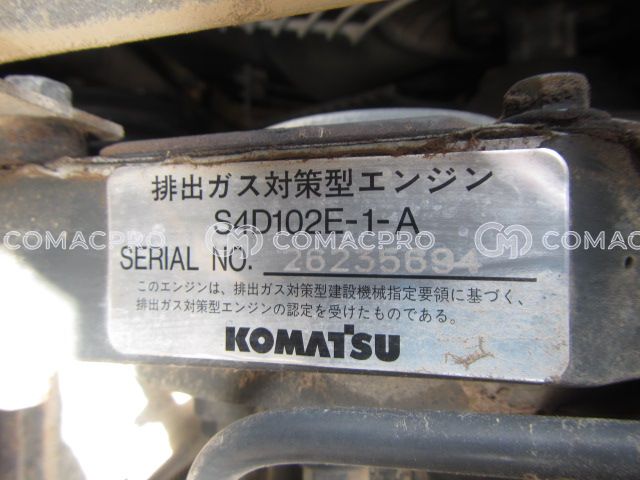 排出ガス対策型エンジン
S4D102E-1-A
COMACPRO COMACPRO COMACPRO
SERIAL NO. 26235694
このエンジンは、排出ガス対策型建設機械指定要領に基づく、
排出ガス対策型エンジンの認定を受けたものである。
KOMATSU